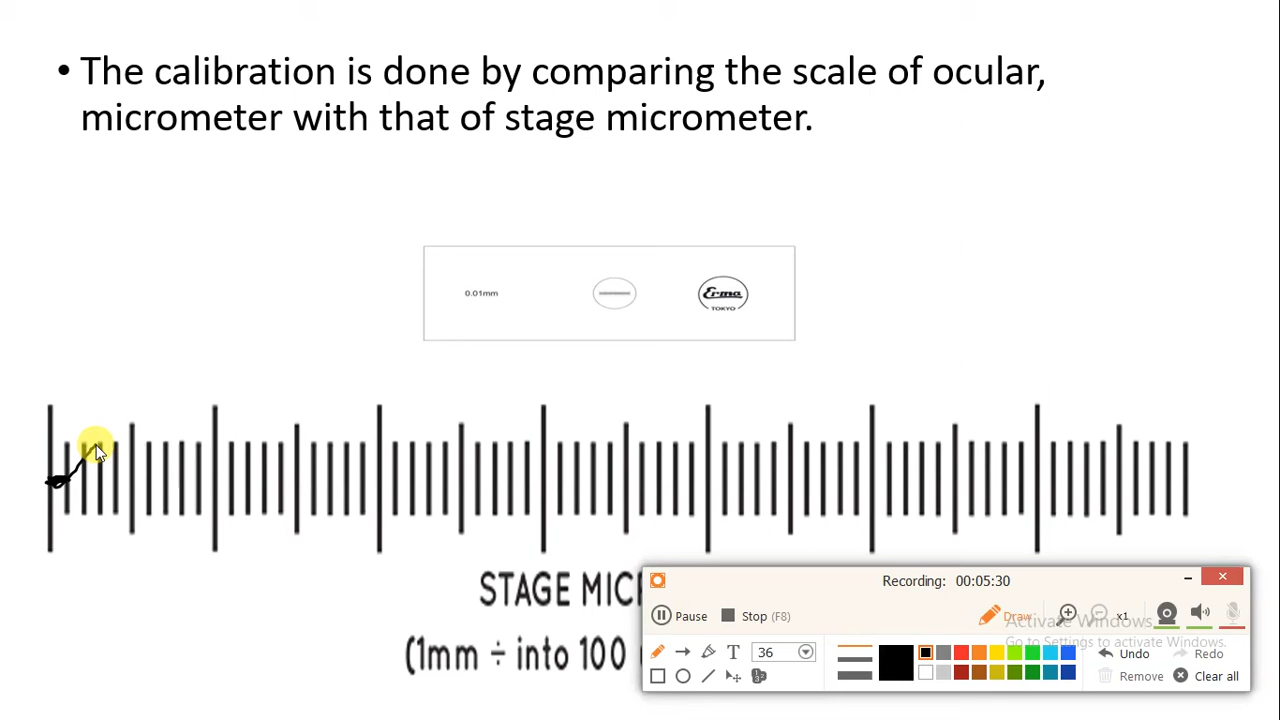 • The calibration is done by comparing the scale of ocular,
micrometer with that of stage micrometer.
0.01mm
Erma
TOKYO
STAGE MICR
(1mm ÷ into 100
Recording: 00:05:30
Pause
Stop (F8)
Draw
x1
Activate Windows
Go to Settings to activate Windows.
T
36
Undo
Redo
Remove
Clear all